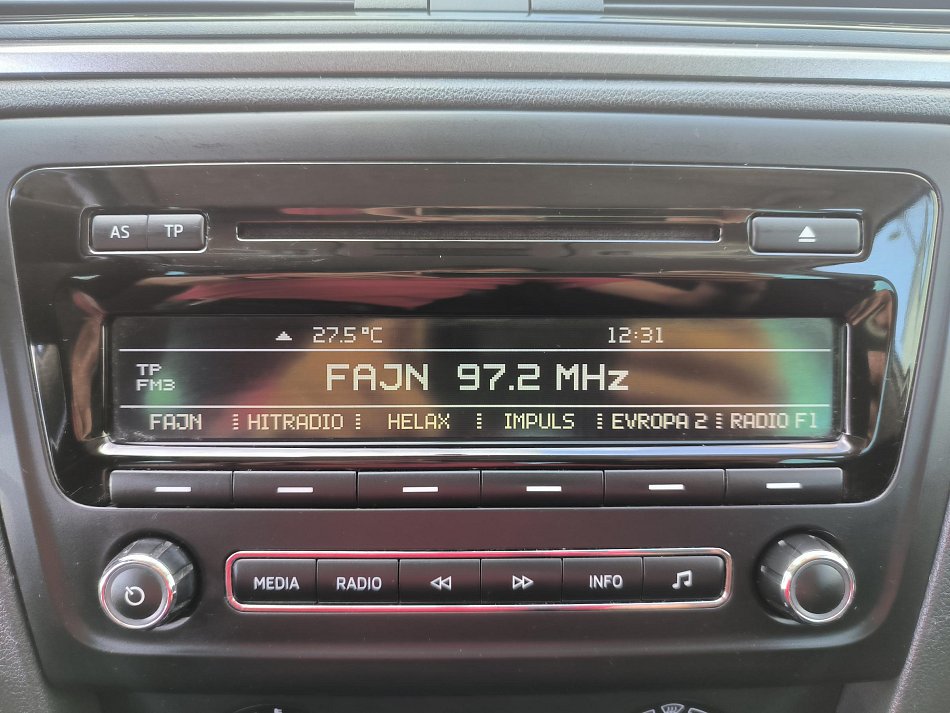 AS TP
27.5°C 12:31
TP
FM3
FAJN 97.2 MHz
FAJN HITRADIO HELAX IMPULS EVROPA 2 RADIO F1
MEDIA RADIO INFO